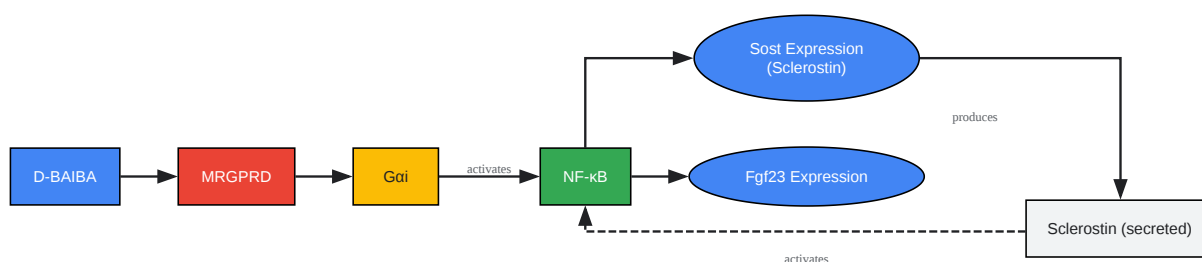 Sost Expression
(Sclerostin)
produces
D-BAIBA
MRGPRD
Gαi
activates
NF-κB
Fgf23 Expression
Sclerostin (secreted)
activates